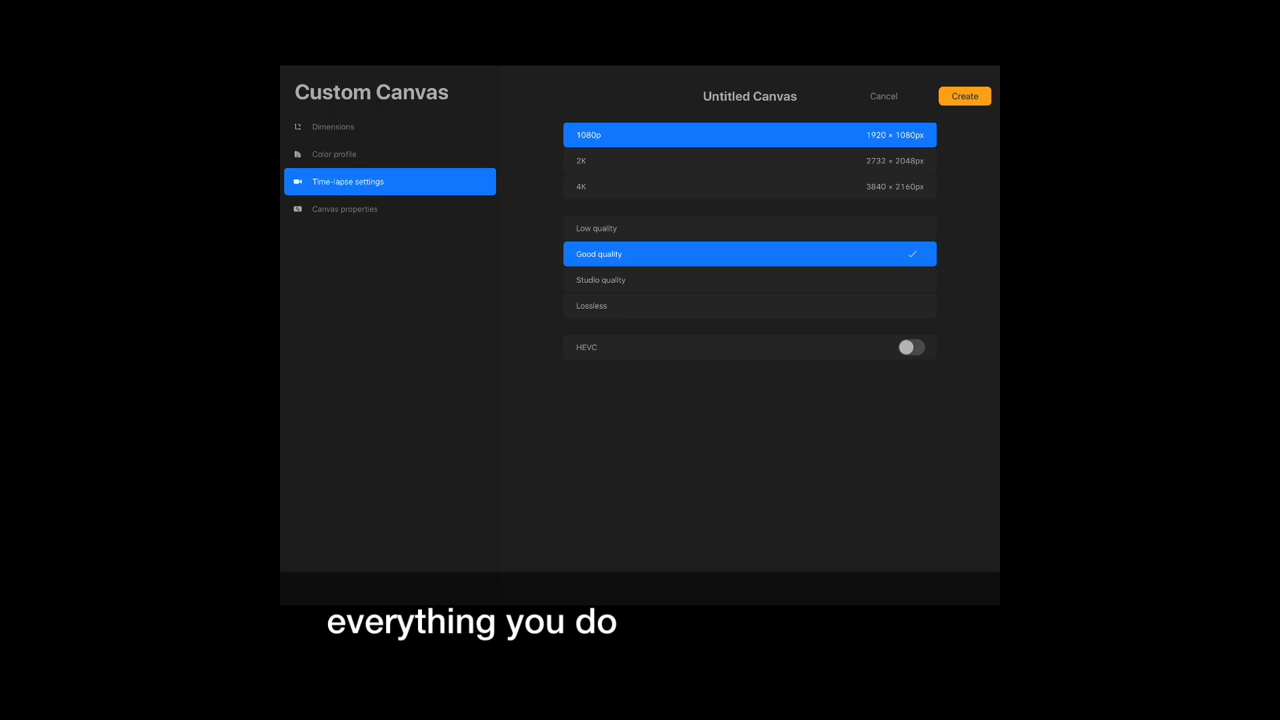 Custom Canvas
Untitled Canvas
Cancel
Create
Dimensions
Color profile
Time-lapse settings
Canvas properties
1080p 1920 × 1080px
2K 2732 × 2048px
4K 3840 × 2160px
Low quality
Good quality
Studio quality
Lossless
HEVC
everything you do